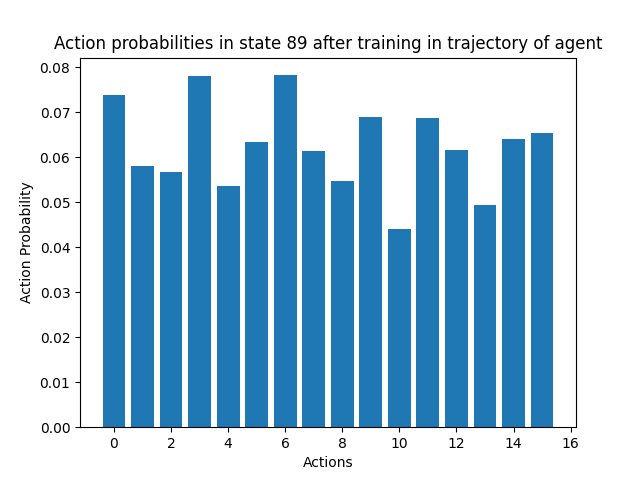 Action probabilities in state 89 after training in trajectory of agent
0.08
0.07
0.06
0.05
0.04
0.03
0.02
0.01
0.00
Action Probability
0 2 4 6 8 10 12 14 16
Actions